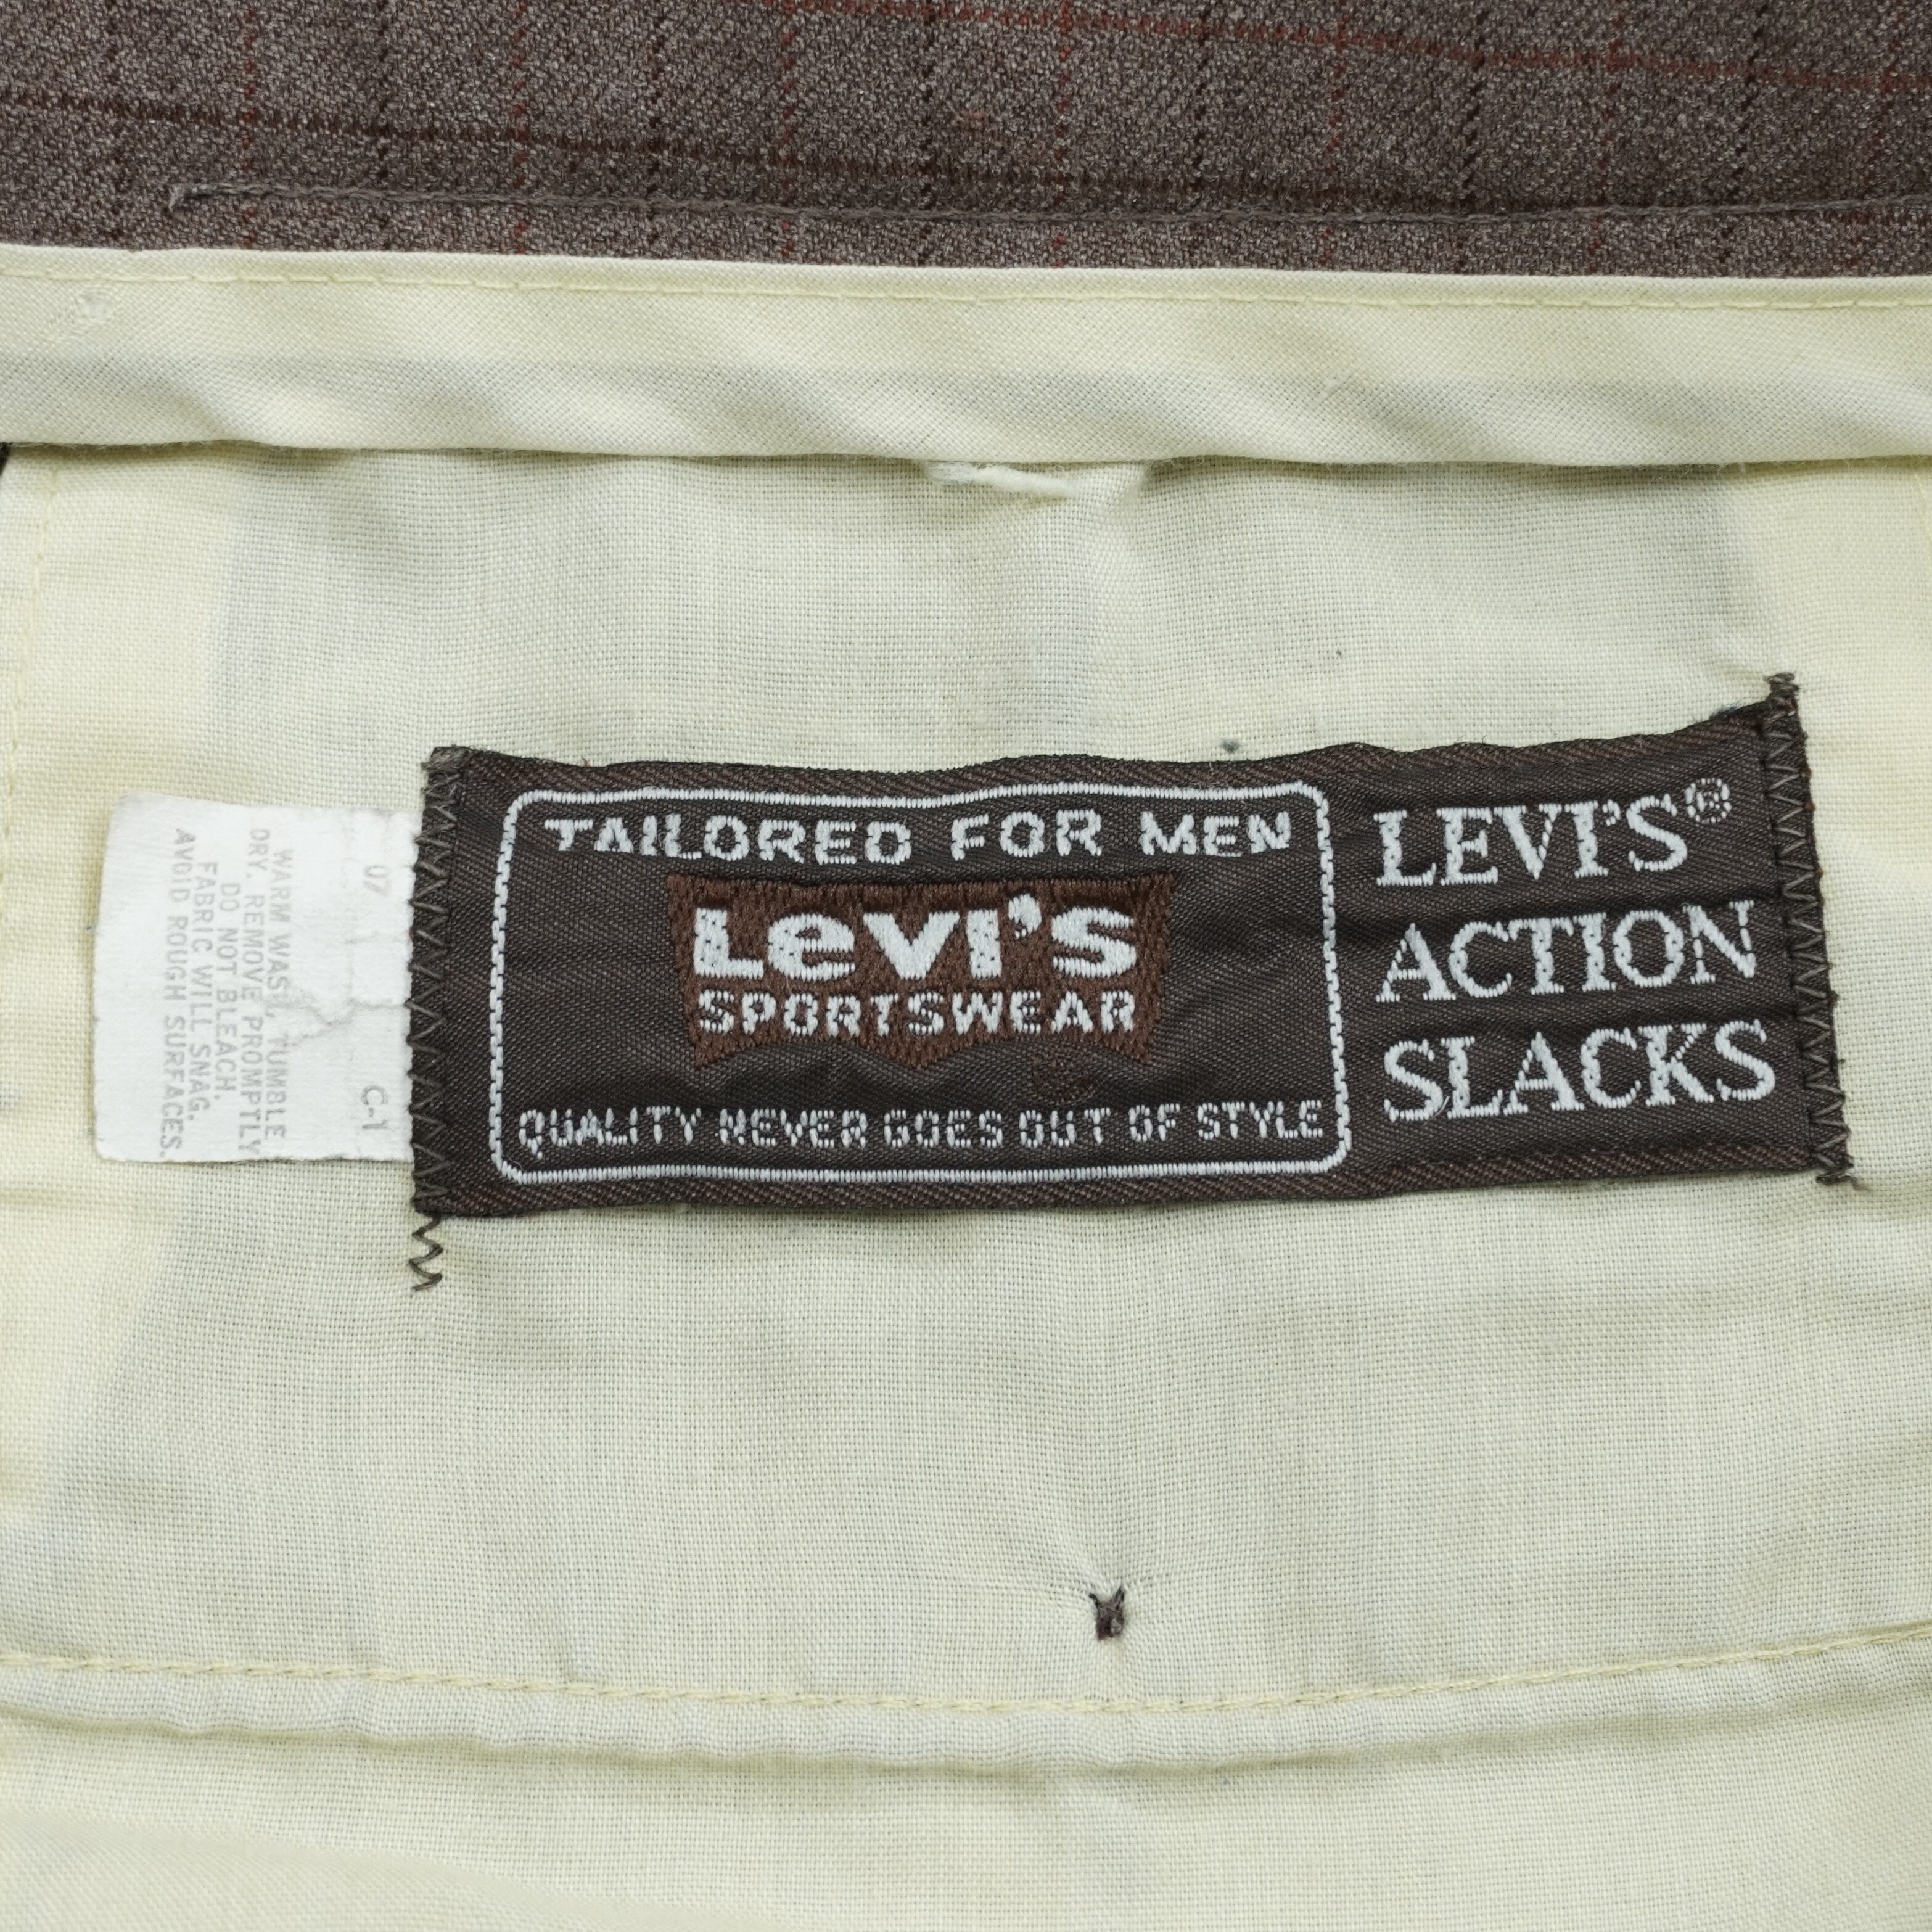 TAILORED FOR MEN
LEVI'S
SPORTSWEAR
QUALITY NEVER GOES OUT OF STYLE
LEVI'S®
ACTION
SLACKS
07 C-1
WARM WASH, TUMBLE
DRY. REMOVE PROMPTLY
DO NOT BLEACH.
FABRIC WILL SNAG.
AVOID ROUGH SURFACES.